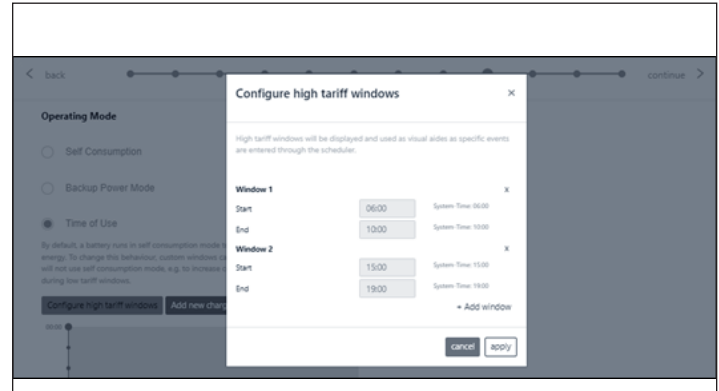 back
continue
Configure high tariff windows
×
High tariff windows will be displayed and used as visual aides as specific events
are entered through the scheduler.
Window 1 x
Start 06:00 System-Time: 06:00
End 10:00 System-Time: 10:00
Window 2 x
Start 15:00 System-Time: 15:00
End 19:00 System-Time: 19:00
+ Add window
cancel apply
Operating Mode
Self Consumption
Backup Power Mode
Time of Use
By default, a battery runs in self consumption mode
energy. To change this behaviour, custom windows
will not use self consumption mode, e.g. to increase
during low tariff windows.
Configure high tariff windows Add new
00:00